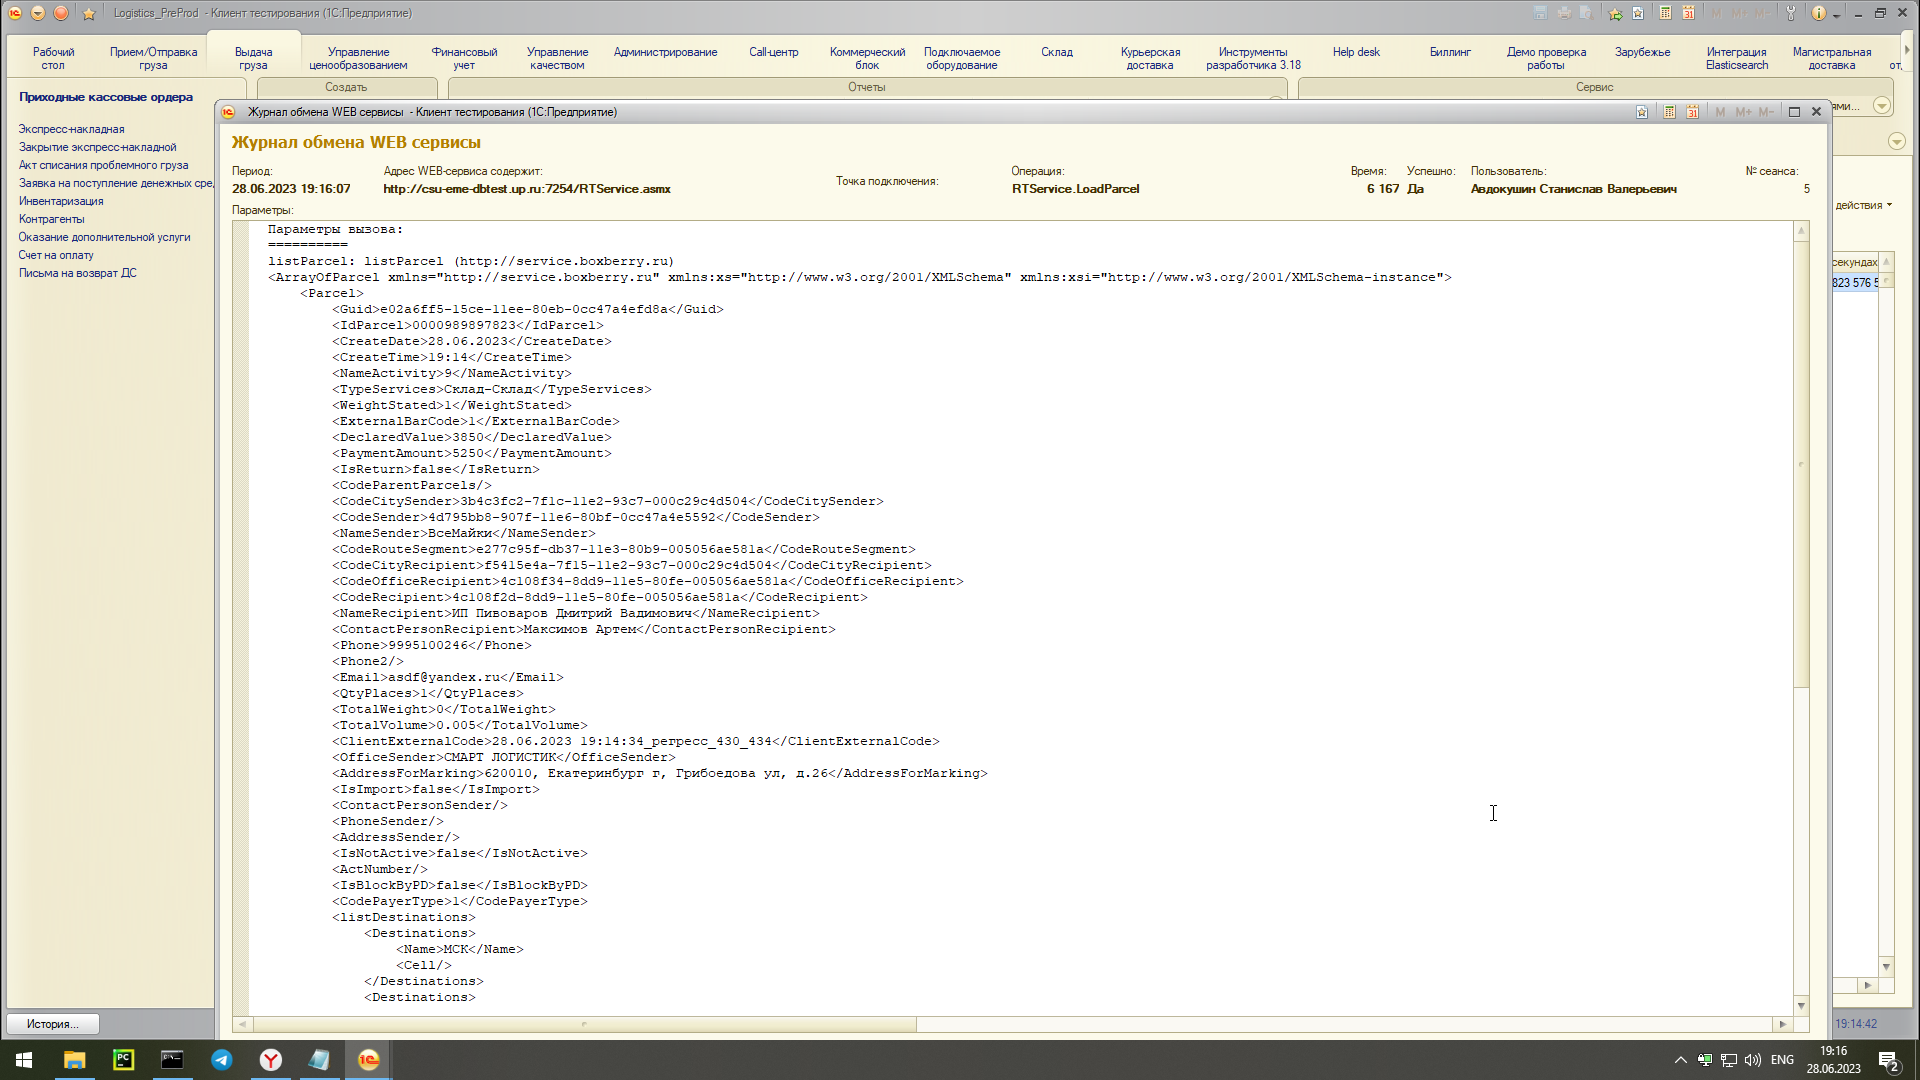 Logistics_PreProd - Клиент тестирования (1С:Предприятие)
M M+ M-
Рабочий стол
Прием/Отправка груза
Выдача груза
Управление ценообразованием
Финансовый учет
Управление качеством
Администрирование
Call-центр
Коммерческий блок
Подключаемое оборудование
Склад
Курьерская доставка
Инструменты разработчика 3.18
Help desk
Биллинг
Демо проверка работы
Зарубежье
Интеграция Elasticsearch
Магистральная доставка
от,
Создать
Отчеты
Сервис
Приходные кассовые ордера
Экспресс-накладная
Закрытие экспресс-накладной
Акт списания проблемного груза
Заявка на поступление денежных сре,
Инвентаризация
Контрагенты
Оказание дополнительной услуги
Счет на оплату
Письма на возврат ДС
История...
ями...
действия
секундах
823 576 5
19:14:42
Журнал обмена WEB сервисы - Клиент тестирования (1С:Предприятие)
M M+ M-
Журнал обмена WEB сервисы
Период: Адрес WEB-сервиса содержит: Точка подключения: Операция: Время: Успешно: Пользователь: № сеанса:
28.06.2023 19:16:07 http://csu-eme-dbtest.up.ru:7254/RTService.asmx RTService.LoadParcel 6 167 Да Авдокушин Станислав Валерьевич 5
Параметры:
Параметры вызова:
==========
listParcel: listParcel (http://service.boxberry.ru)
<ArrayOfParcel xmlns="http://service.boxberry.ru" xmlns:xs="http://www.w3.org/2001/XMLSchema" xmlns:xsi="http://www.w3.org/2001/XMLSchema-instance">
<Parcel>
<Guid>e02a6ff5-15ce-11ee-80eb-0cc47a4efd8a</Guid>
<IdParcel>0000989897823</IdParcel>
<CreateDate>28.06.2023</CreateDate>
<CreateTime>19:14</CreateTime>
<NameActivity>9</NameActivity>
<TypeServices>Склад-Склад</TypeServices>
<WeightStated>1</WeightStated>
<ExternalBarCode>1</ExternalBarCode>
<DeclaredValue>3850</DeclaredValue>
<PaymentAmount>5250</PaymentAmount>
<IsReturn>false</IsReturn>
<CodeParentParcels/>
<CodeCitySender>3b4c3fc2-7f1c-11e2-93c7-000c29c4d504</CodeCitySender>
<CodeSender>4d795bb8-907f-11e6-80bf-0cc47a4e5592</CodeSender>
<NameSender>ВсеМайки</NameSender>
<CodeRouteSegment>e277c95f-db37-11e3-80b9-005056ae581a</CodeRouteSegment>
<CodeCityRecipient>f5415e4a-7f15-11e2-93c7-000c29c4d504</CodeCityRecipient>
<CodeOfficeRecipient>4c108f34-8dd9-11e5-80fe-005056ae581a</CodeOfficeRecipient>
<CodeRecipient>4c108f2d-8dd9-11e5-80fe-005056ae581a</CodeRecipient>
<NameRecipient>ИП Пивоваров Дмитрий Вадимович</NameRecipient>
<ContactPersonRecipient>Максимов Артем</ContactPersonRecipient>
<Phone>9995100246</Phone>
<Phone2/>
<Email>asdf@yandex.ru</Email>
<QtyPlaces>1</QtyPlaces>
<TotalWeight>0</TotalWeight>
<TotalVolume>0.005</TotalVolume>
<ClientExternalCode>28.06.2023 19:14:34_регресс_430_434</ClientExternalCode>
<OfficeSender>СМАРТ ЛОГИСТИК</OfficeSender>
<AddressForMarking>620010, Екатеринбург г, Грибоедова ул, д.26</AddressForMarking>
<IsImport>false</IsImport>
<ContactPersonSender/>
<PhoneSender/>
<AddressSender/>
<IsNotActive>false</IsNotActive>
<ActNumber/>
<IsBlockByPD>false</IsBlockByPD>
<CodePayerType>1</CodePayerType>
<listDestinations>
<Destinations>
<Name>МСК</Name>
<Cell/>
</Destinations>
<Destinations>
ENG
19:16
28.06.2023
2